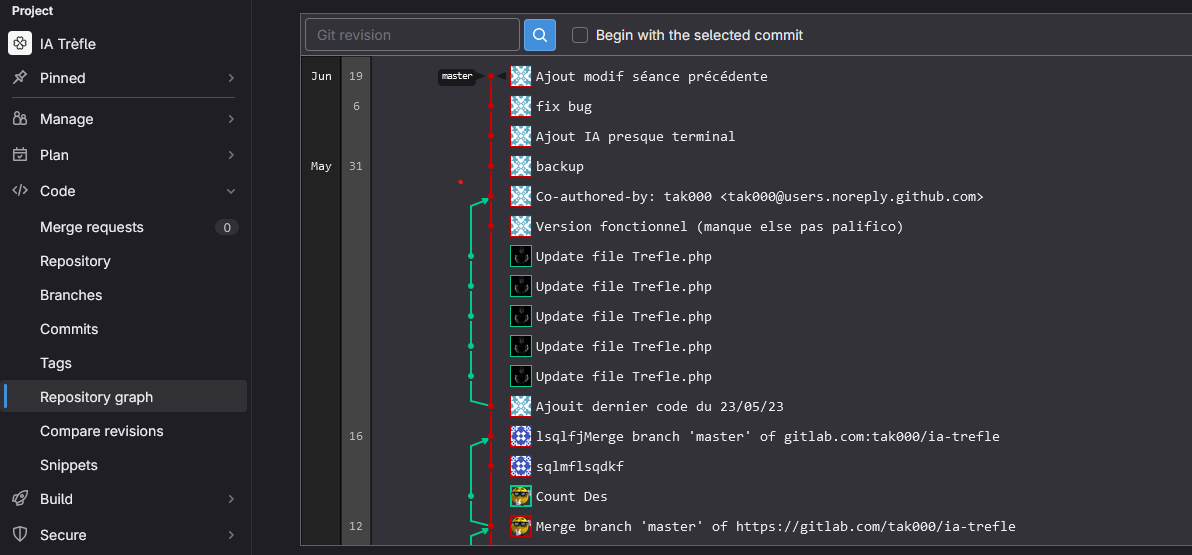 Project
IA Trèfle
Pinned
Manage
Plan
Code
Merge requests 0
Repository
Branches
Commits
Tags
Repository graph
Compare revisions
Snippets
Build
Secure
Git revision
Begin with the selected commit
Jun 19 master Ajout modif séance précédente
6 fix bug
Ajout IA presque terminal
May 31 backup
Co-authored-by: tak000 <tak000@users.noreply.github.com>
Version fonctionnel (manque else pas palifico)
Update file Trefle.php
Update file Trefle.php
Update file Trefle.php
Update file Trefle.php
Update file Trefle.php
Ajouit dernier code du 23/05/23
16 lsqlfjMerge branch 'master' of gitlab.com:tak000/ia-trefle
sqlmflsqdkf
Count Des
12 Merge branch 'master' of https://gitlab.com/tak000/ia-trefle